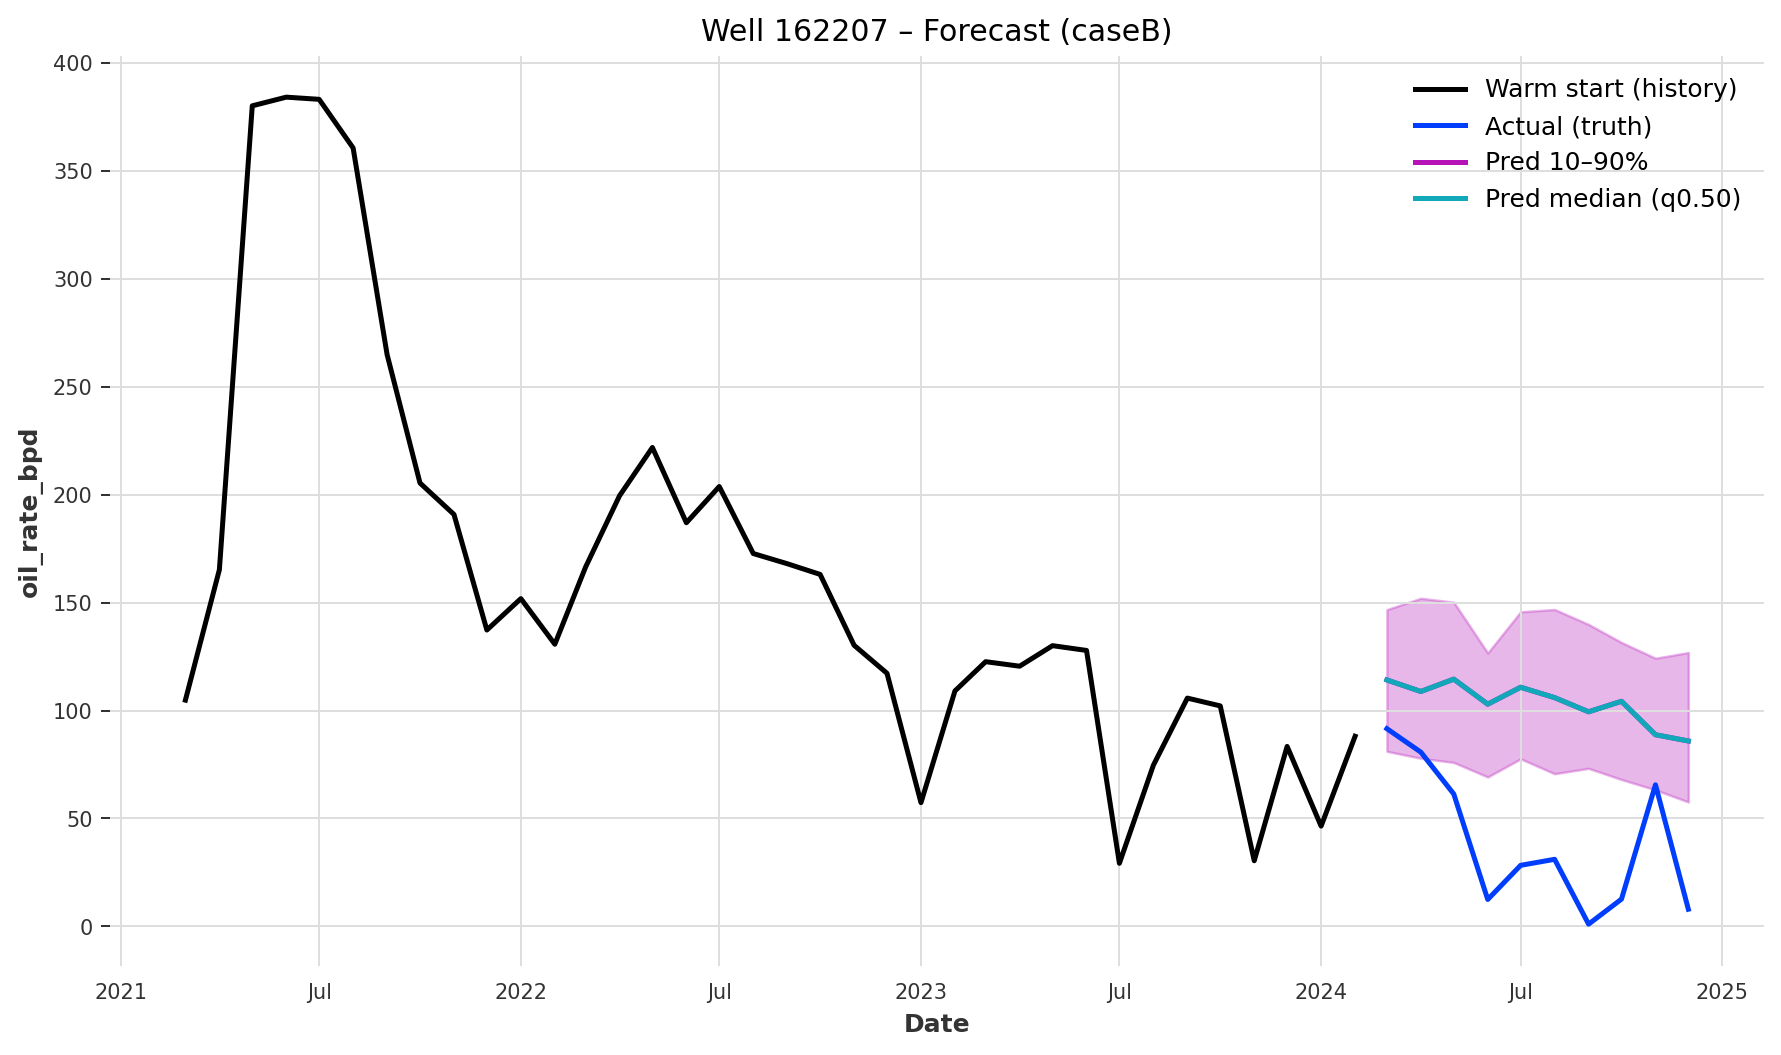 Well 162207 – Forecast (caseB)
Warm start (history)
Actual (truth)
Pred 10–90%
Pred median (q0.50)
oil_rate_bpd
400
350
300
250
200
150
100
50
0
2021
Jul
2022
Jul
2023
Jul
2024
Jul
2025
Date